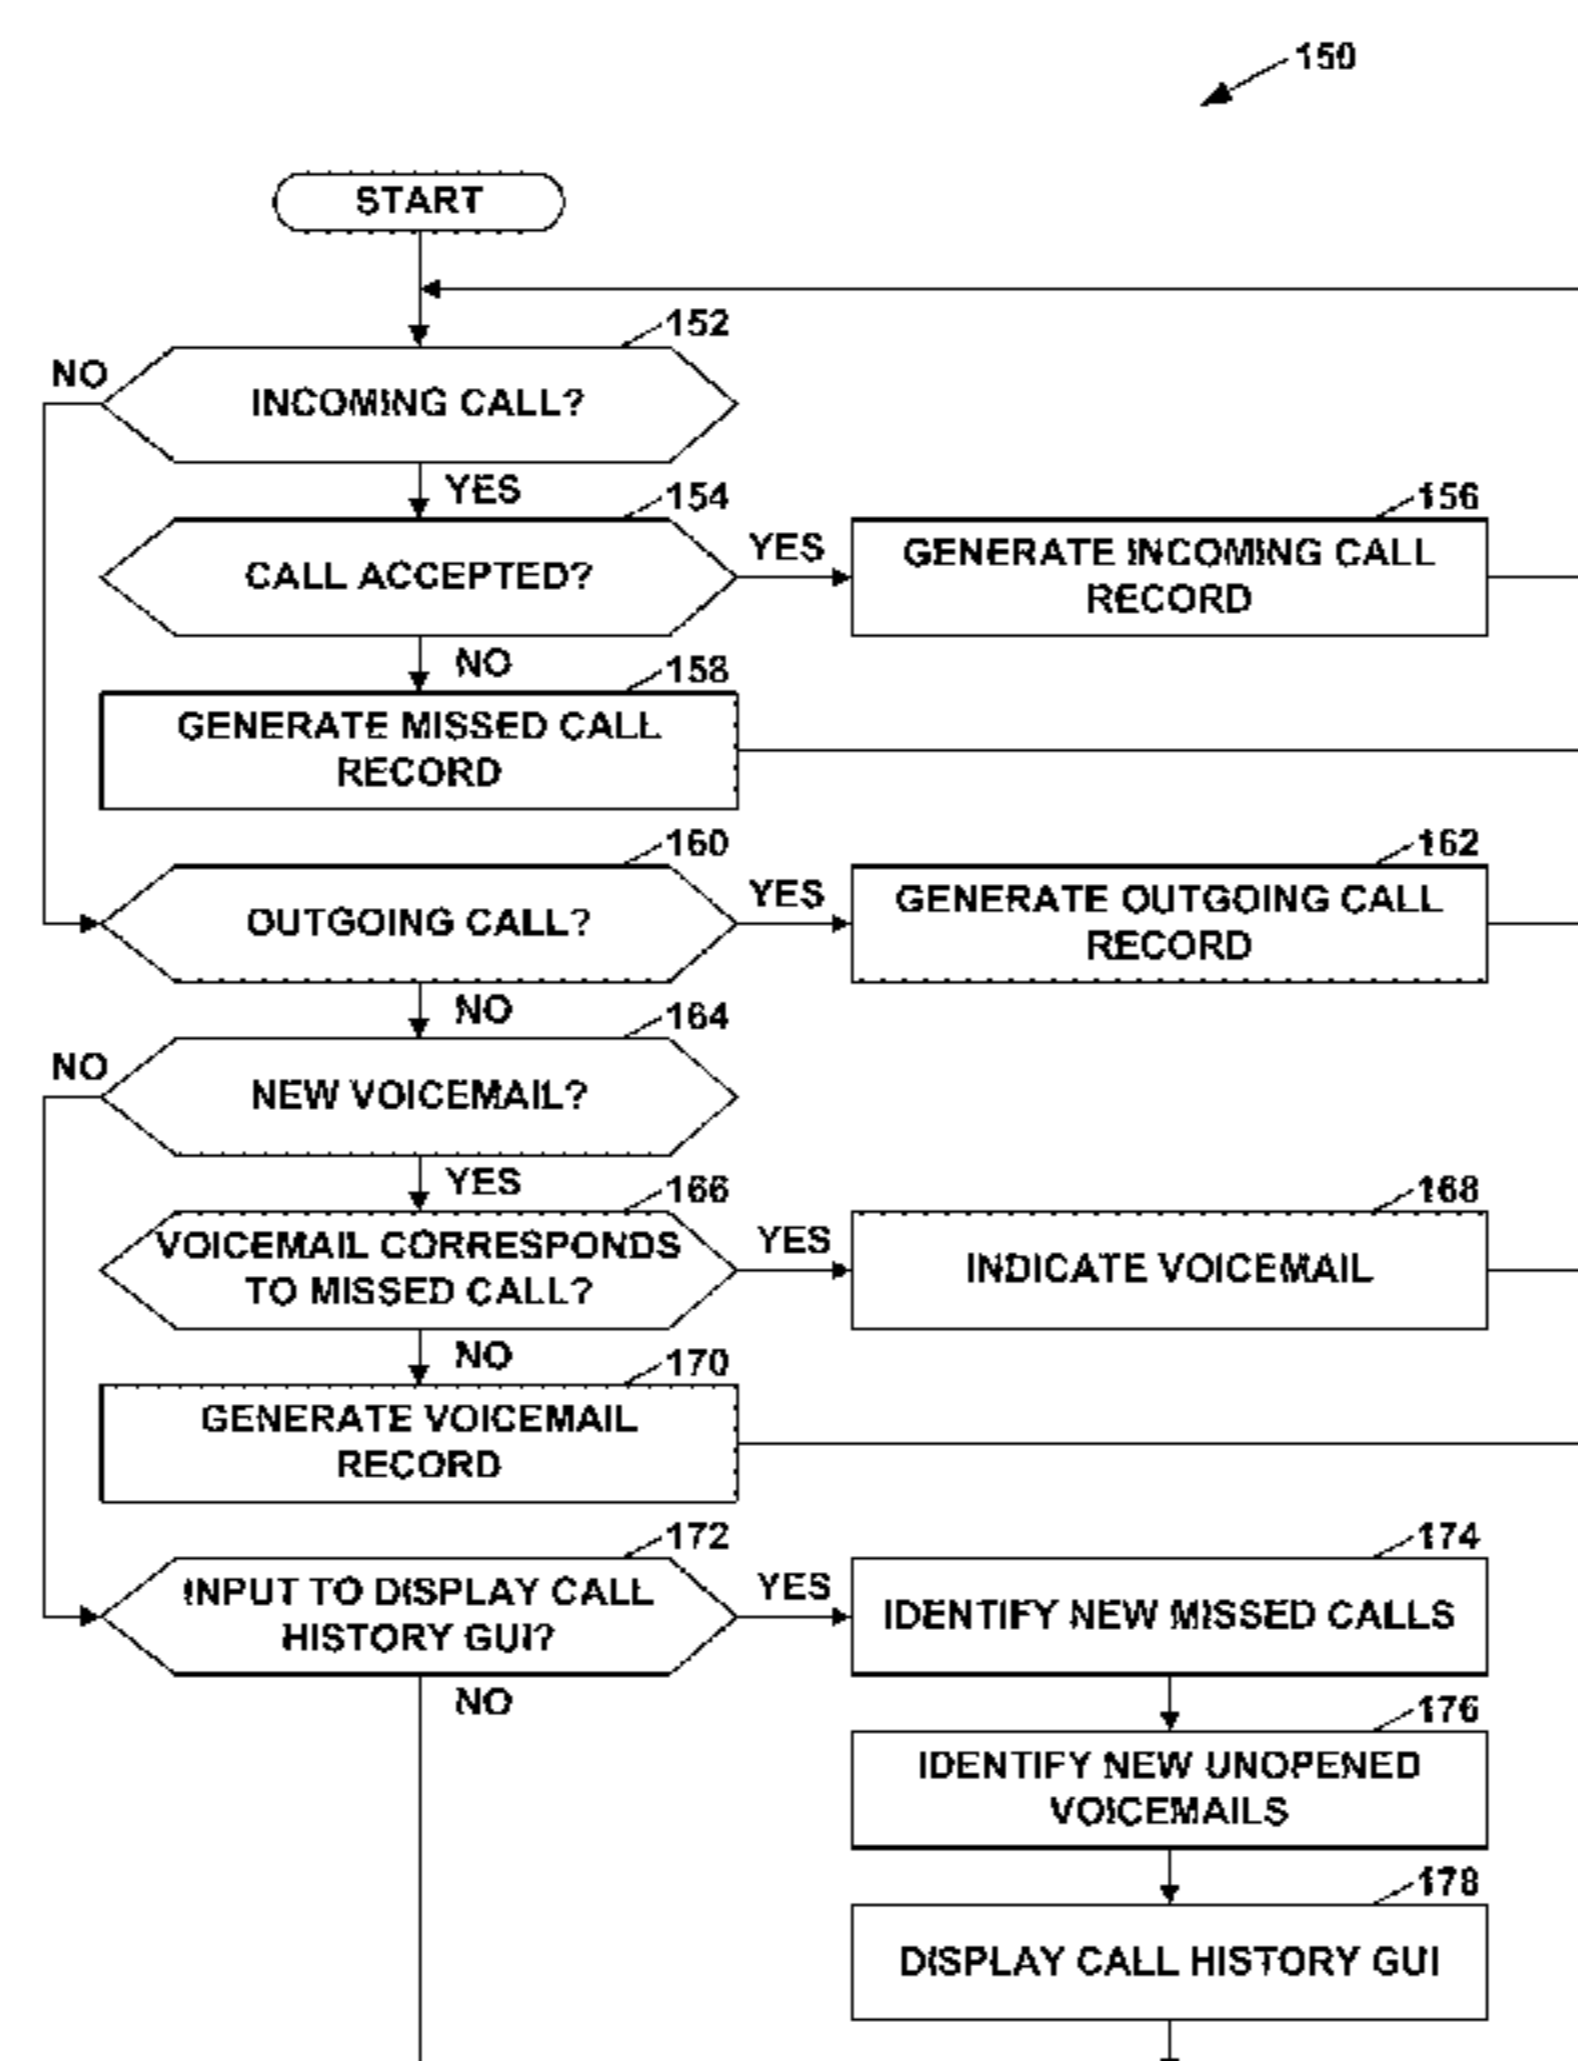 150
START
152
NO
INCOMING CALL?
YES
154
156
CALL ACCEPTED?
YES
GENERATE INCOMING CALL
RECORD
NO
158
GENERATE MISSED CALL
RECORD
160
162
OUTGOING CALL?
YES
GENERATE OUTGOING CALL
RECORD
NO
164
NO
NEW VOICEMAIL?
YES
166
168
VOICEMAIL CORRESPONDS
TO MISSED CALL?
YES
INDICATE VOICEMAIL
NO
170
GENERATE VOICEMAIL
RECORD
172
174
INPUT TO DISPLAY CALL
HISTORY GUI?
YES
IDENTIFY NEW MISSED CALLS
NO
176
IDENTIFY NEW UNOPENED
VOICEMAILS
178
DISPLAY CALL HISTORY GUI